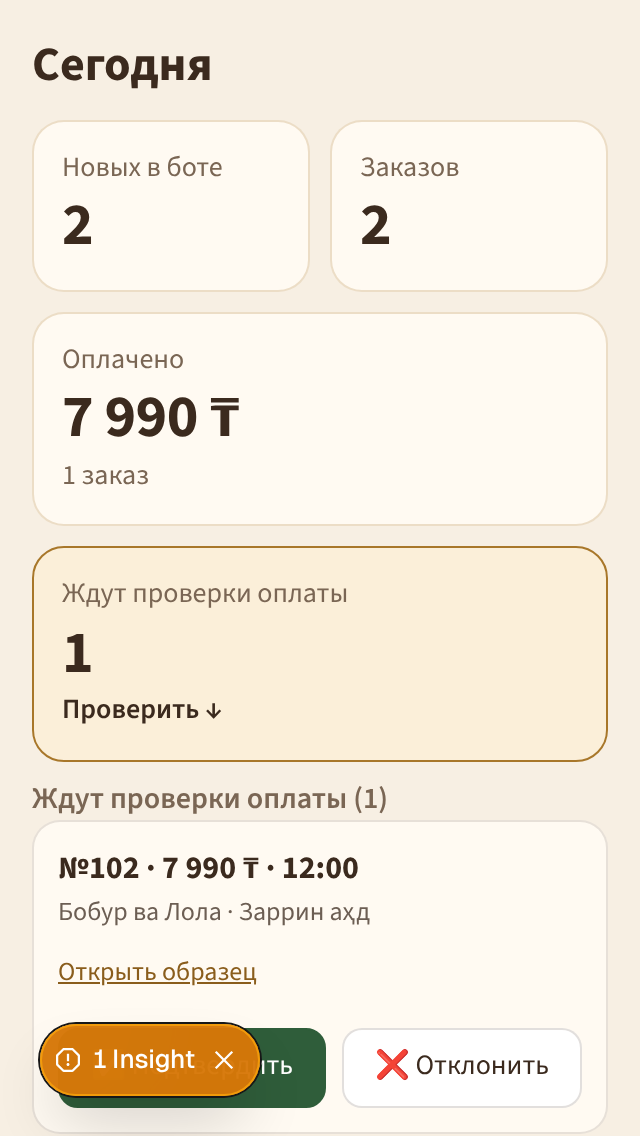 Сегодня
Новых в боте
2
Заказов
2
Оплачено
7 990 ₸
1 заказ
Ждут проверки оплаты
1
Проверить ↓
Ждут проверки оплаты (1)
№102 · 7 990 ₸ · 12:00
Бобур ва Лола · Заррин аҳд
Открыть образец
1 Insight
❌ Отклонить